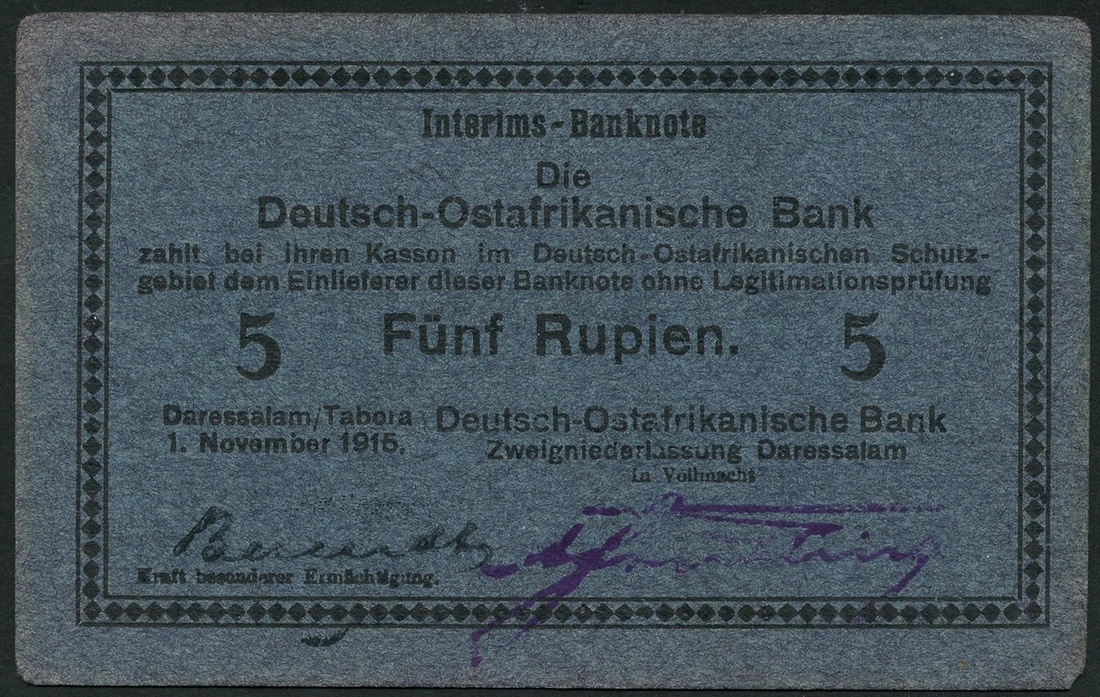 Interims-Banknote
Die
Deutsch-Ostafrikanische Bank
zahlt bei ihren Kassen im Deutsch-Ostafrikanischen Schutz-
gebiet dem Einlieferer dieser Banknote ohne Legitimationsprüfung
5 Fünf Rupien. 5
Daressalam/Tabora
1. November 1915.
Deutsch-Ostafrikanische Bank
Zweigniederlassung Daressalam
In Vollmacht
Kraft besonderer Ermächtigung.